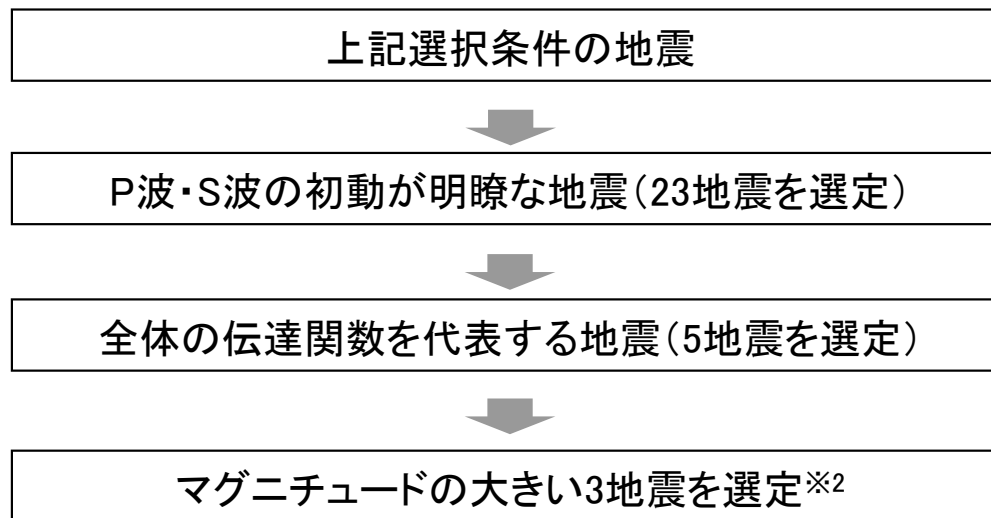 上記選択条件の地震
P波・S波の初動が明瞭な地震（23地震を選定）
全体の伝達関数を代表する地震（5地震を選定）
マグニチュードの大きい3地震を選定※2